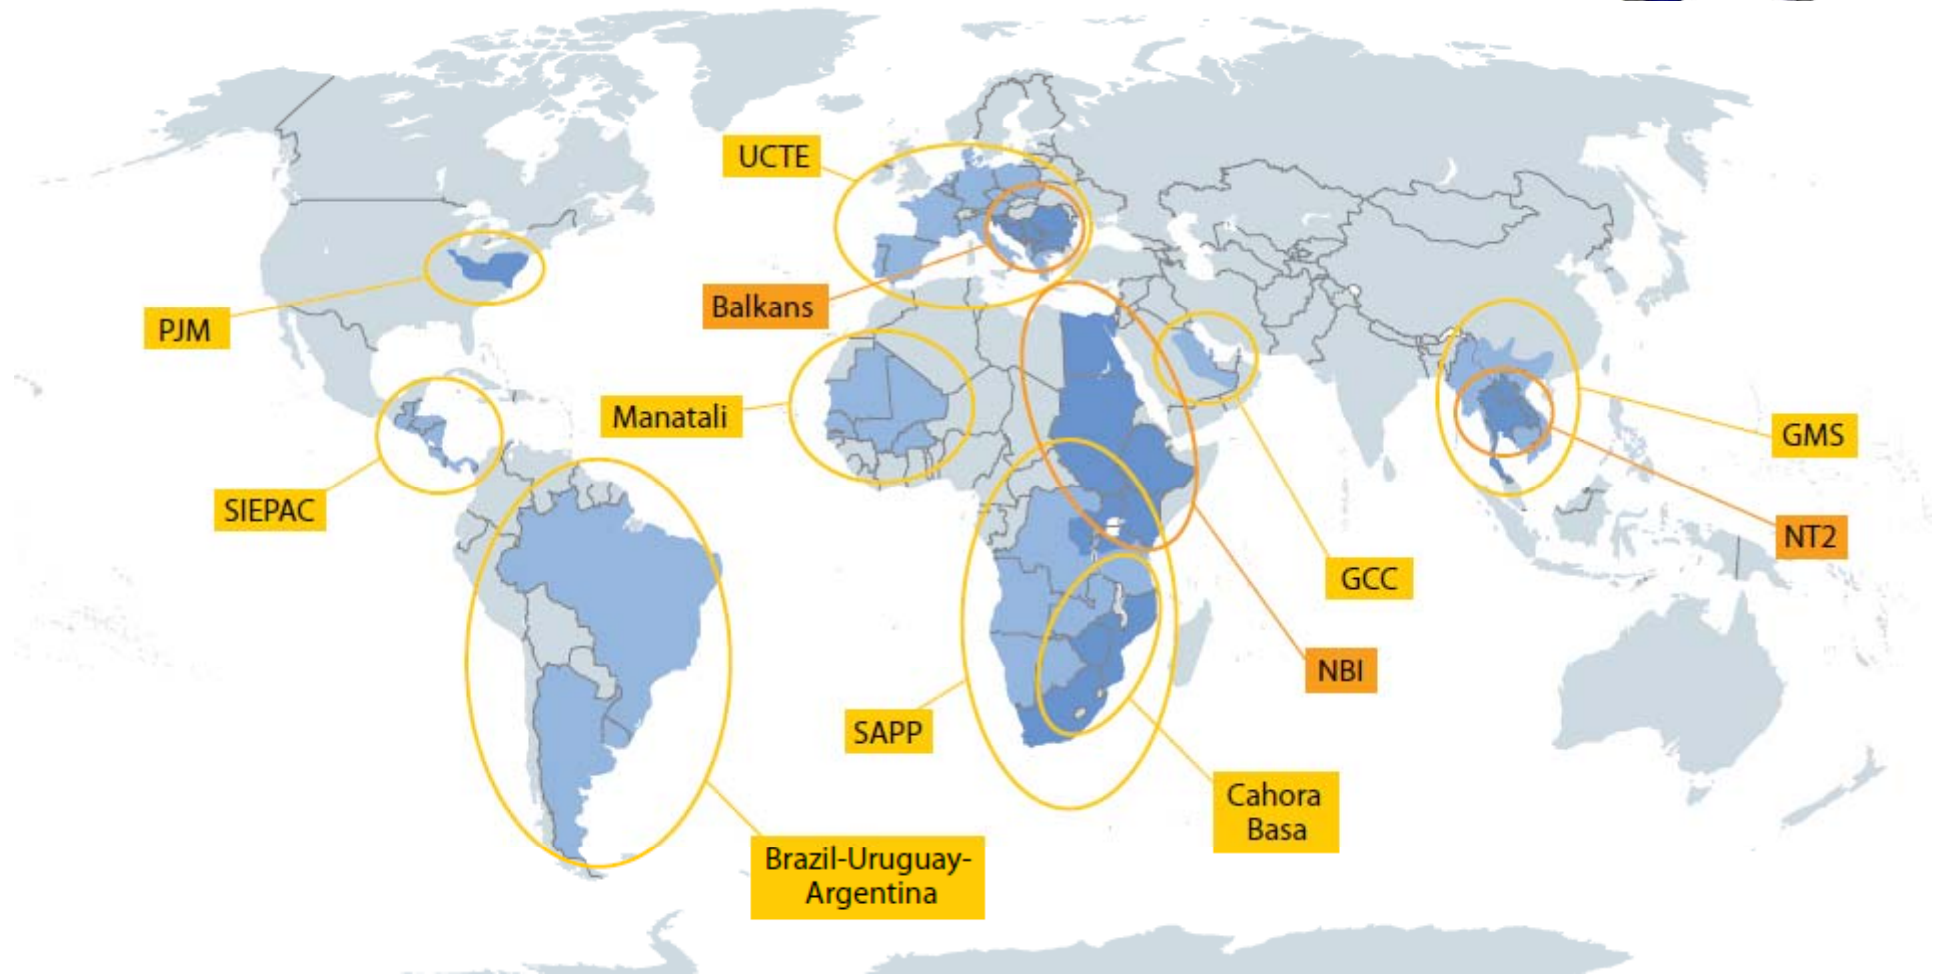 UCTE
Balkans
PJM
Manatali
SIEPAC
GMS
NT2
GCC
NBI
SAPP
Cahora
Basa
Brazil-Uruguay-
Argentina